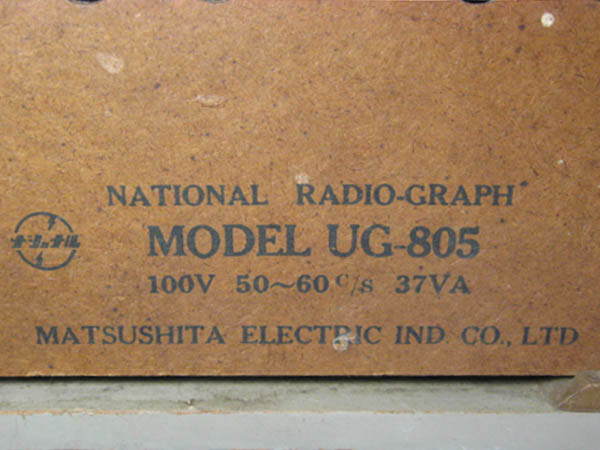 NATIONAL RADIO-GRAPH
ナショナル
MODEL UG-805
100V 50~60 c/s 37VA
MATSUSHITA ELECTRIC IND CO., LTD